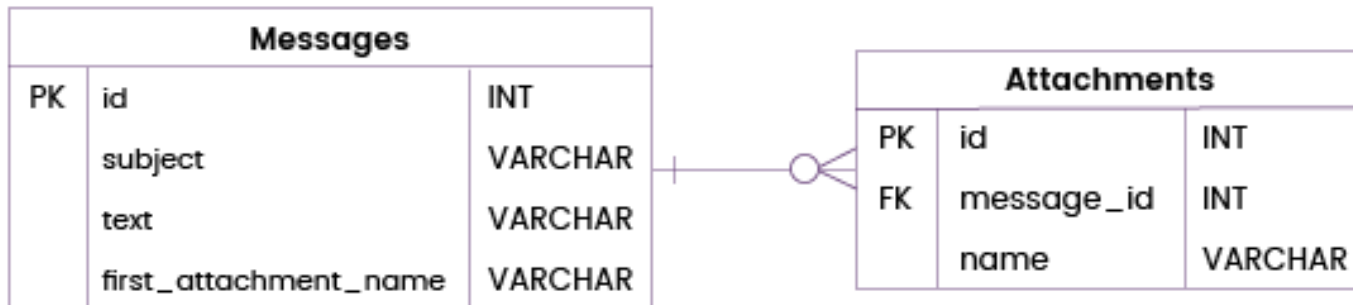 Messages
PK id INT
subject VARCHAR
text VARCHAR
first_attachment_name VARCHAR
Attachments
PK id INT
FK message_id INT
name VARCHAR